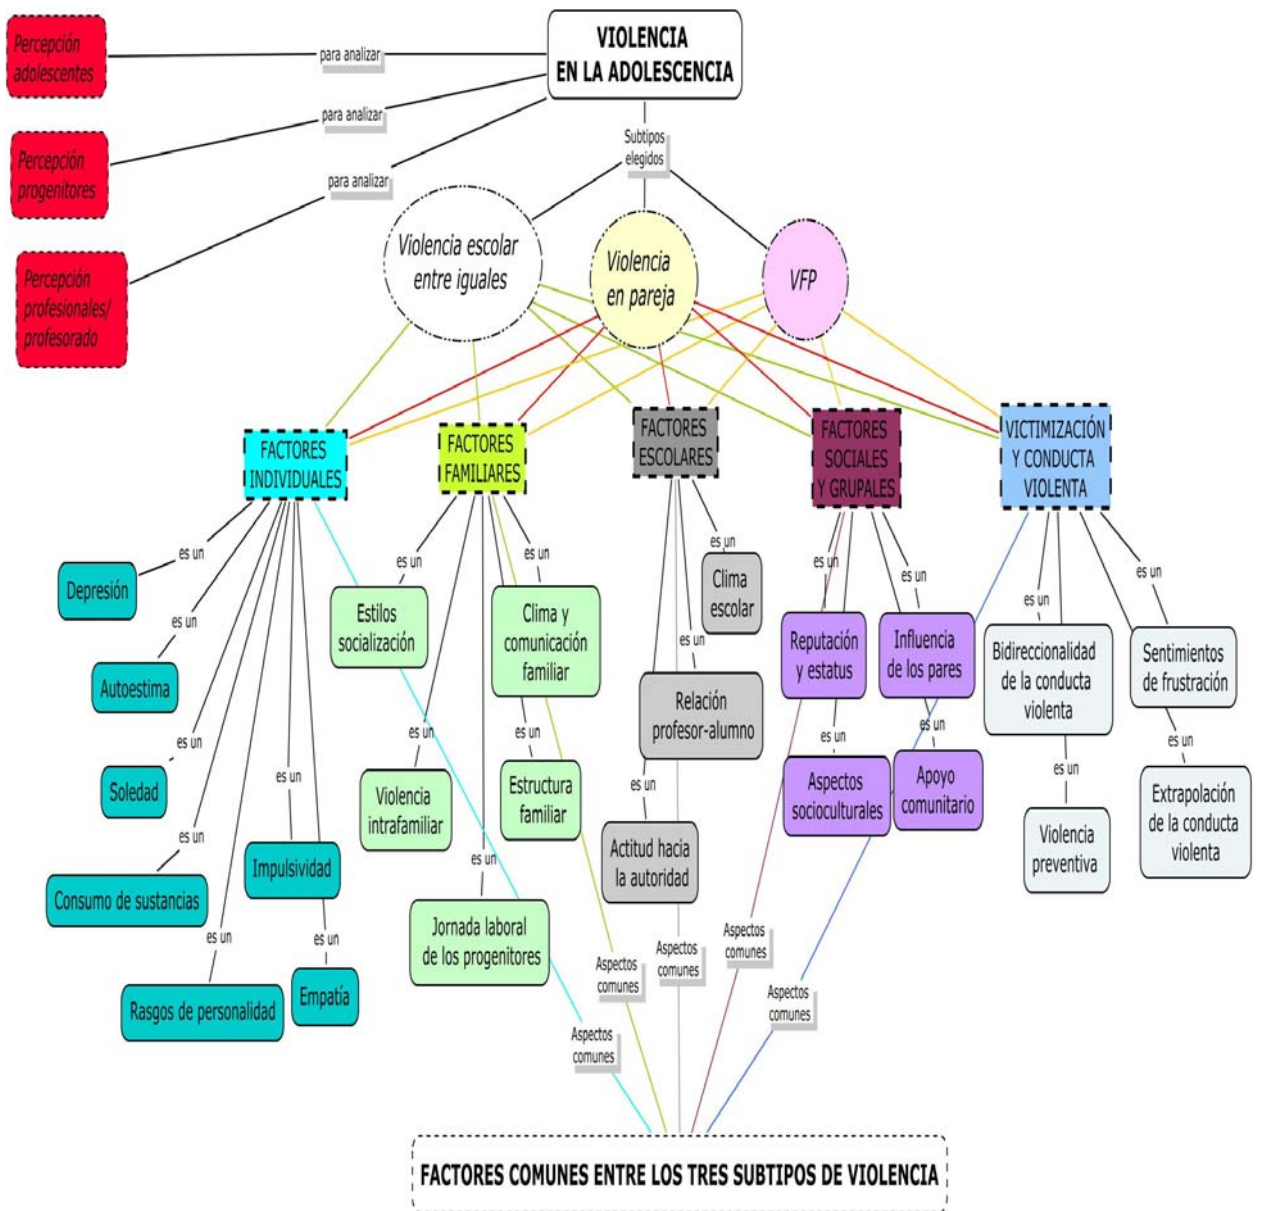 VIOLENCIA
EN LA ADOLESCENCIA
Percepción
adolescentes
para analizar
Percepción
progenitores
para analizar
Percepción
profesionales/
profesorado
para analizar
Subtipos
elegidos
Violencia escolar
entre iguales
Violencia
en pareja
VFP
FACTORES
INDIVIDUALES
FACTORES
FAMILIARES
FACTORES
ESCOLARES
FACTORES
SOCIALES
Y GRUPALES
VICTIMIZACIÓN
Y CONDUCTA
VIOLENTA
es un
Depresión
es un
Autoestima
es un
Soledad
es un
Consumo de sustancias
es un
Rasgos de personalidad
es un
Impulsividad
es un
Empatía
es un
Estilos
socialización
es un
Clima y
comunicación
familiar
es un
Violencia
intrafamiliar
es un
Estructura
familiar
es un
Jornada laboral
de los progenitores
es un
Clima
escolar
es un
Relación
profesor-alumno
es un
Actitud hacia
la autoridad
es un
Reputación
y estatus
es un
Influencia
de los pares
es un
Aspectos
socioculturales
es un
Apoyo
comunitario
es un
Bidireccionalidad
de la conducta
violenta
es un
Sentimientos
de frustración
es un
Violencia
preventiva
es un
Extrapolación
de la conducta
violenta
Aspectos
comunes
Aspectos
comunes
Aspectos
comunes
Aspectos
comunes
Aspectos
comunes
FACTORES COMUNES ENTRE LOS TRES SUBTIPOS DE VIOLENCIA